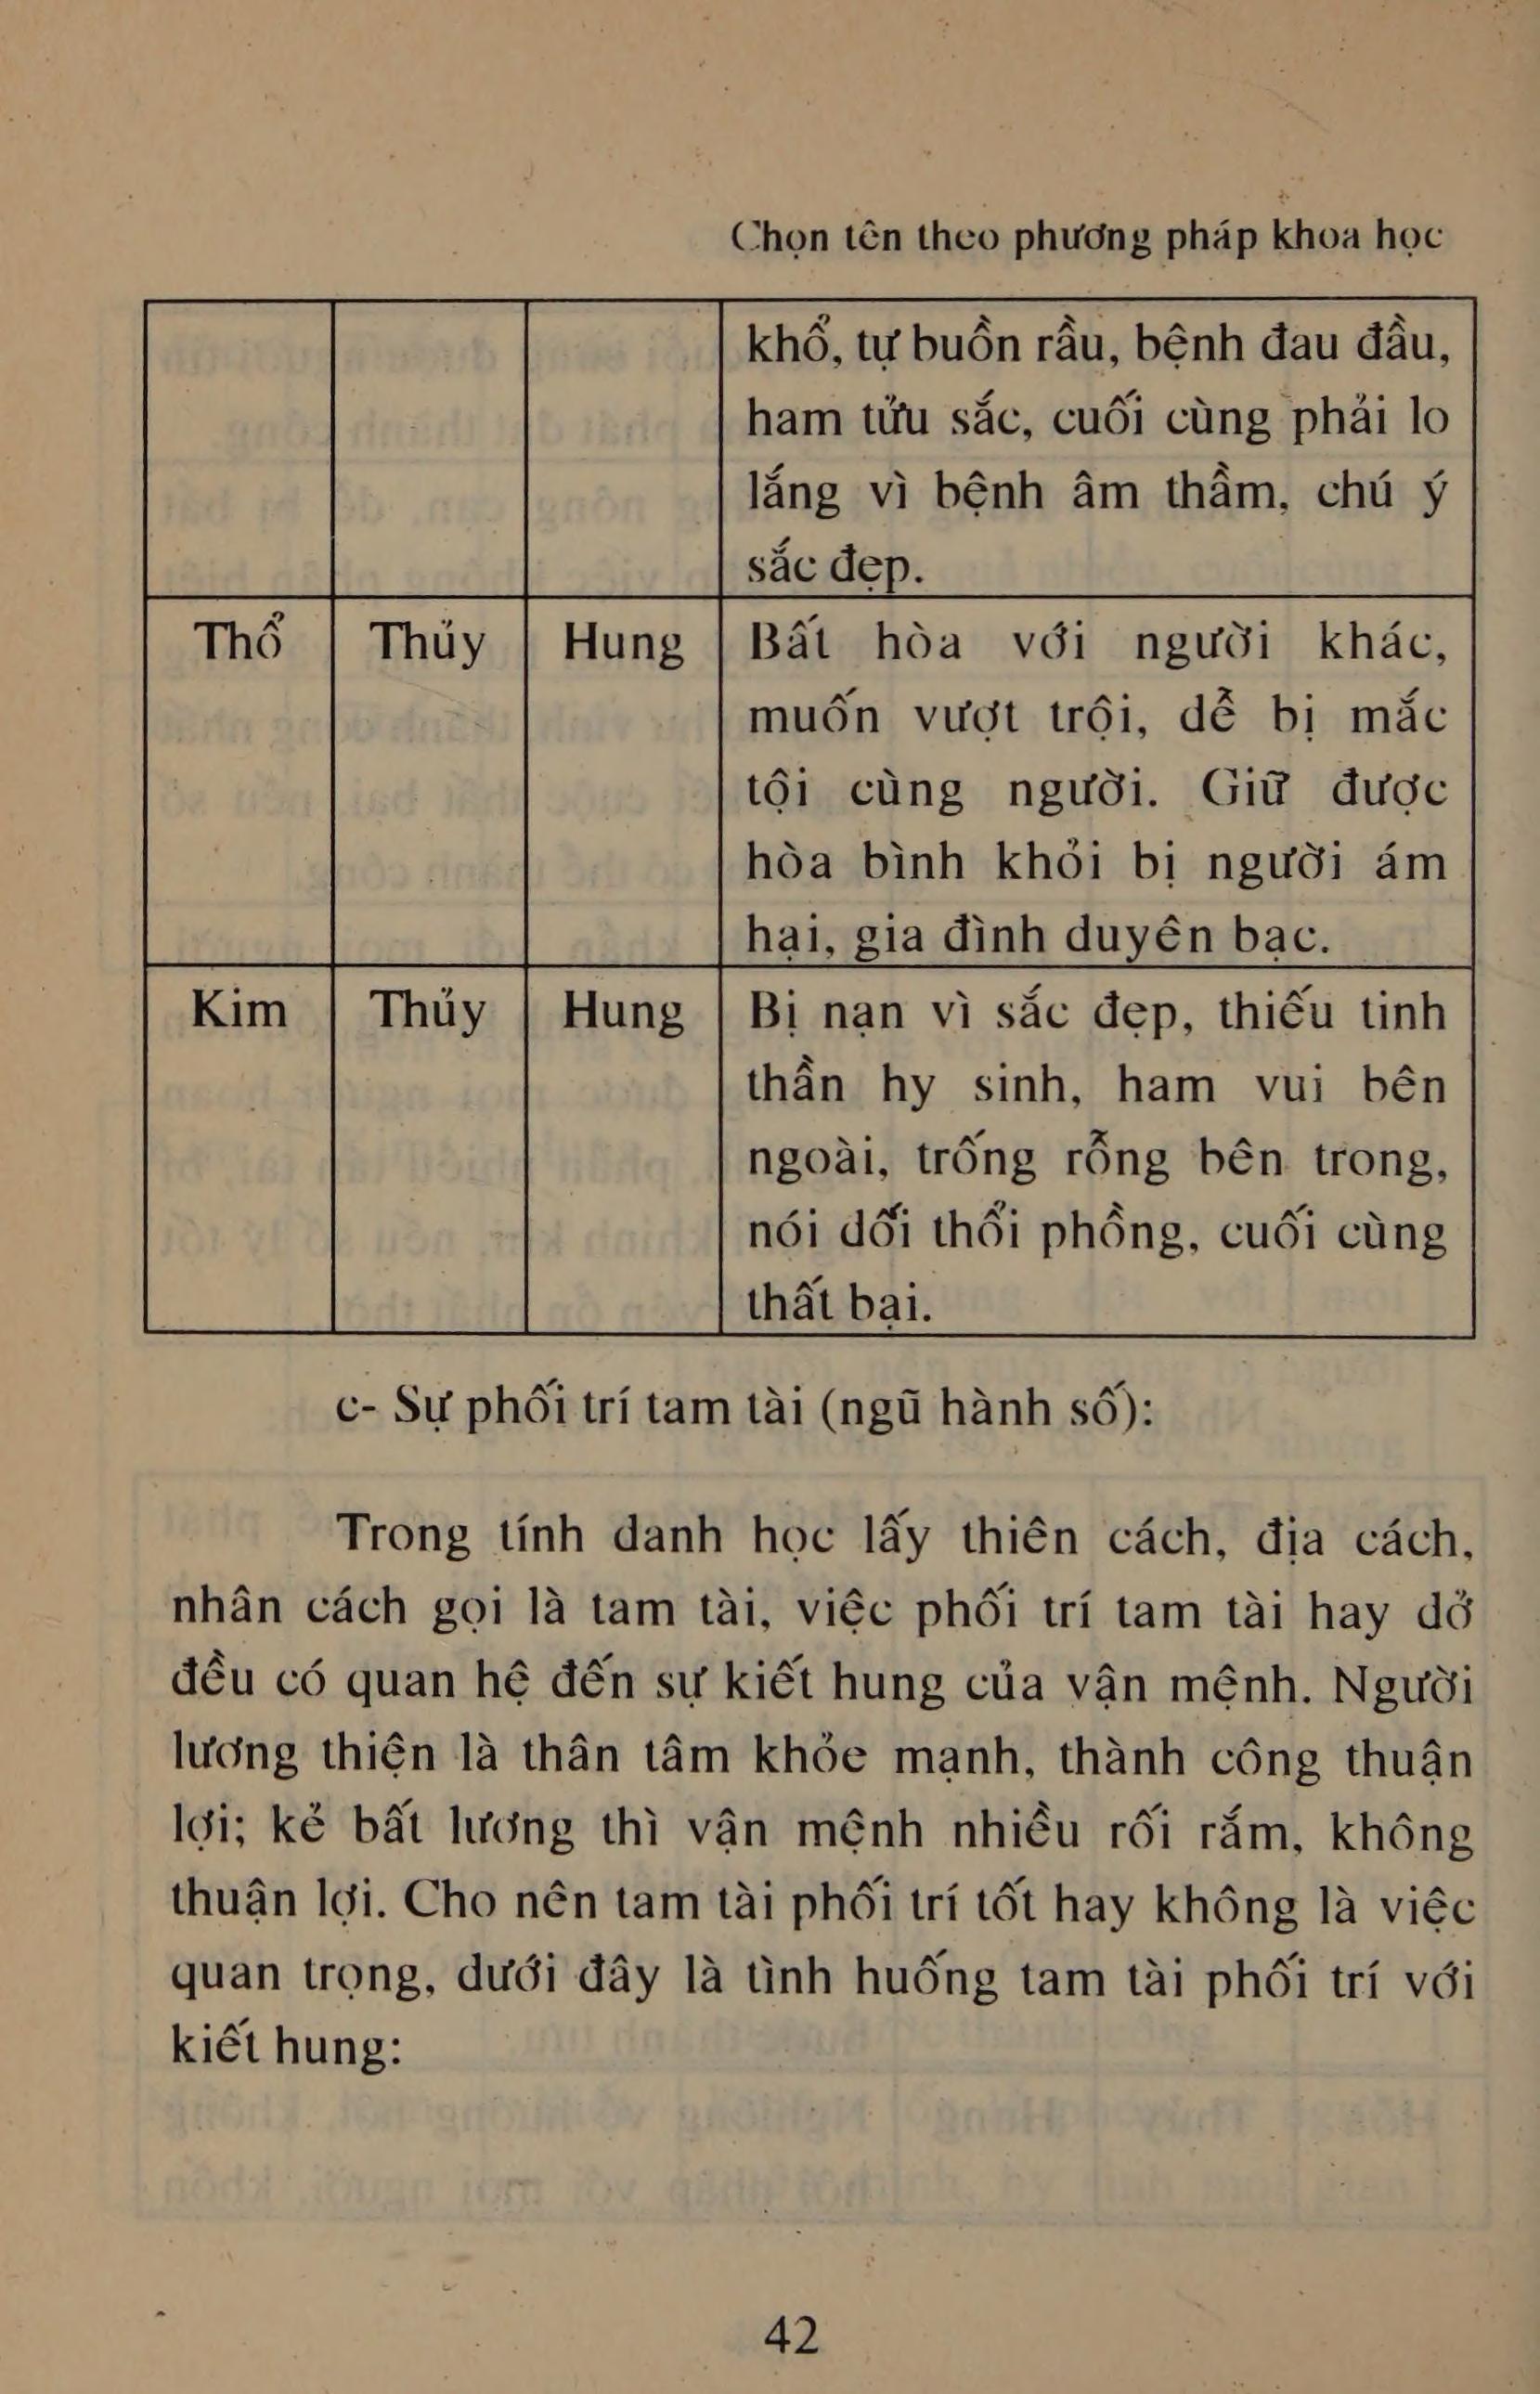 Chọn tên theo phương pháp khoa học
khổ, tự buồn rầu, bệnh đau đầu,
ham tửu sắc, cuối cùng phải lo
lắng vì bệnh âm thầm, chú ý
sắc đẹp.
Thổ Thủy Hung Bất hòa với người khác,
muốn vượt trội, dễ bị mắc
tội cùng người. Giữ được
hòa bình khỏi bị người ám
hại, gia đình duyên bạc.
Kim Thủy Hung Bị nạn vì sắc đẹp, thiếu tinh
thần hy sinh, ham vui bên
ngoài, trống rỗng bên trong,
nói dối thổi phồng, cuối cùng
thất bại.
c- Sự phối trí tam tài (ngũ hành số):
Trong tính danh học lấy thiên cách, địa cách,
nhân cách gọi là tam tài, việc phối trí tam tài hay dở
đều có quan hệ đến sự kiết hung của vận mệnh. Người
lương thiện là thân tâm khỏe mạnh, thành công thuận
lợi; kẻ bất lương thì vận mệnh nhiều rối rắm, không
thuận lợi. Cho nên tam tài phối trí tốt hay không là việc
quan trọng, dưới đây là tình huống tam tài phối trí với
kiết hung:
42